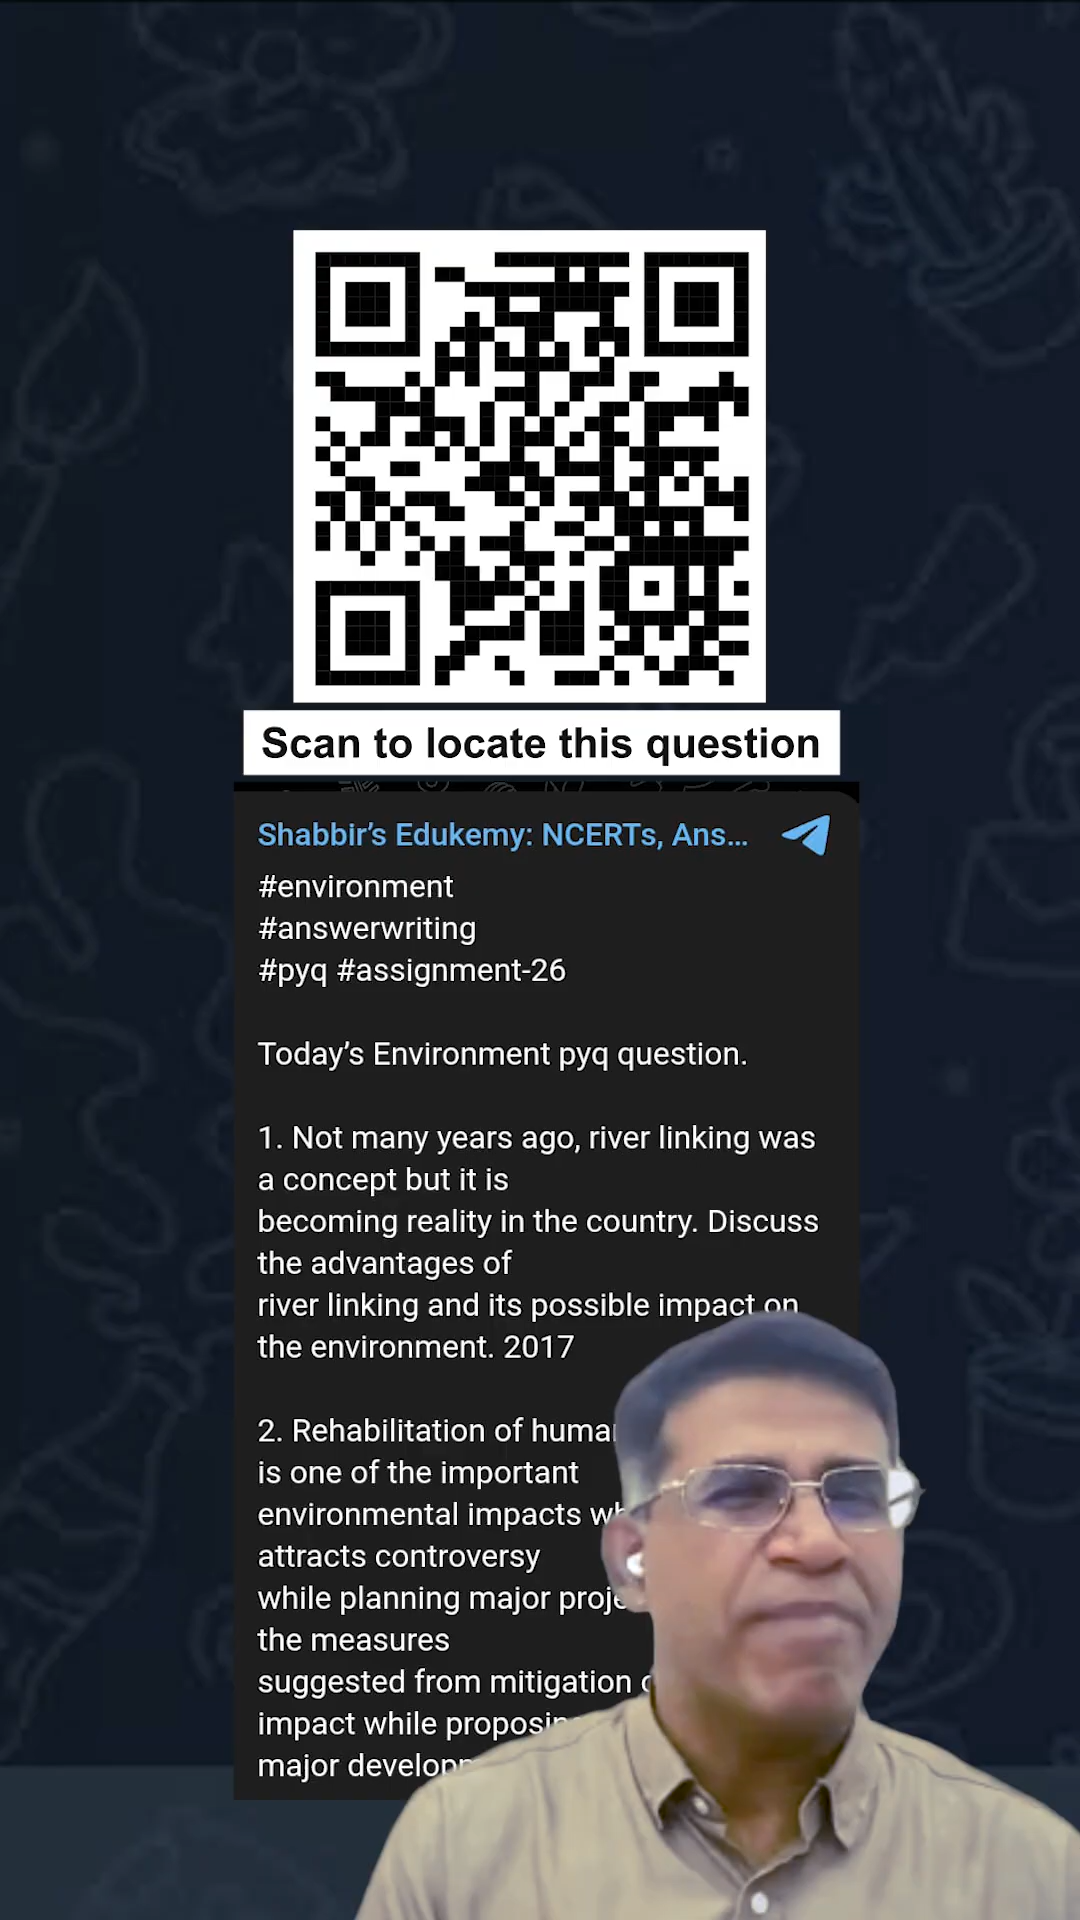 Scan to locate this question
Shabbir’s Edukemy: NCERTs, Ans...
#environment
#answerwriting
#pyq #assignment-26
Today’s Environment pyq question.
1. Not many years ago, river linking was
a concept but it is
becoming reality in the country. Discuss
the advantages of
river linking and its possible impact on
the environment. 2017
2. Rehabilitation of
is one of the important
environmental impacts
attracts controversy
while planning major
the measures
suggested from mitigation
impact while
major